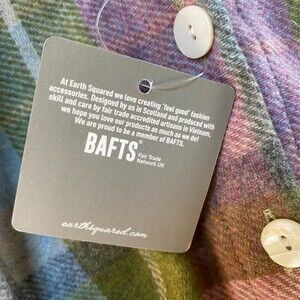 At Earth Squared we love creating 'feel good' fashion
accessories. Designed by us in Scotland and produced with
skill and care by fair trade accredited artisans in Vietnam,
we hope you love our products as much as we do!
We are proud to be a member of BAFTS.
BAFTS®
Fair Trade
Network UK
earthsquared.com